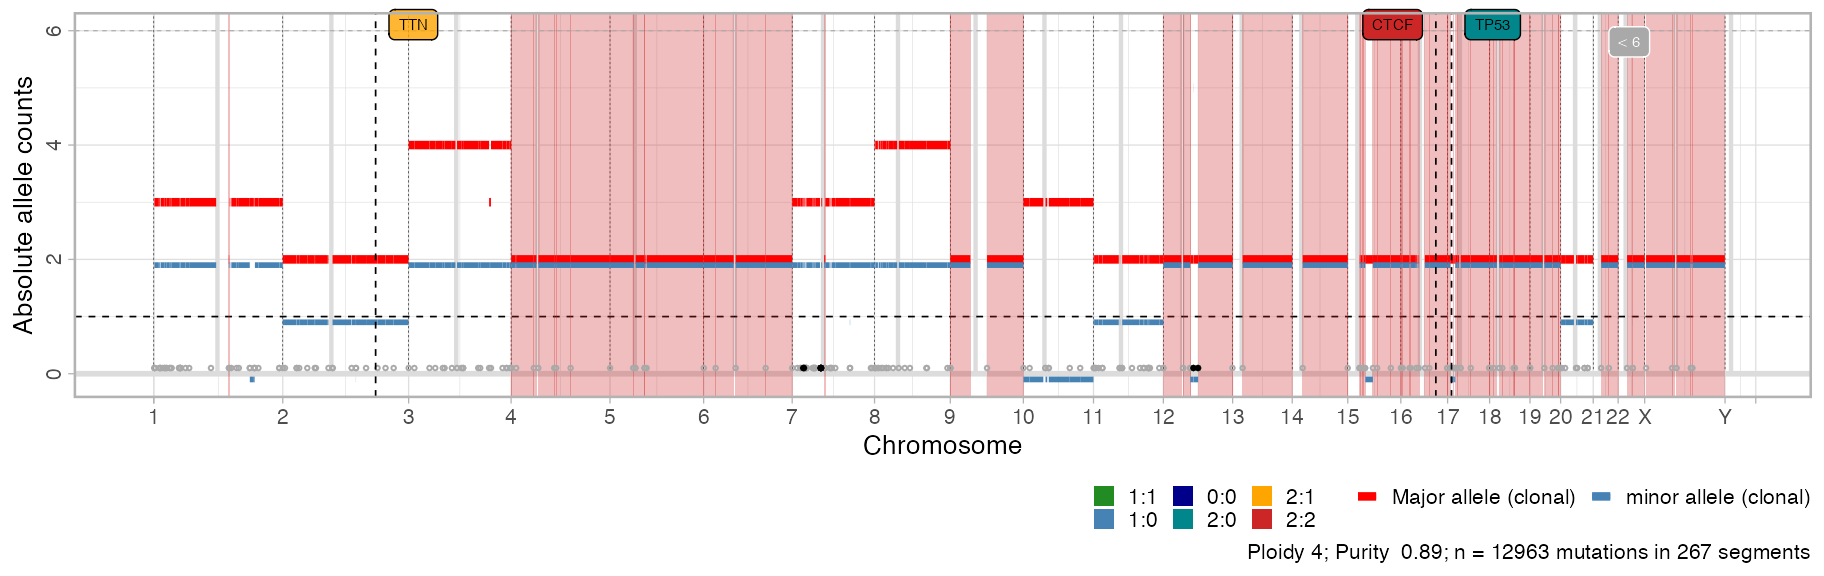 TTN
CTCF
TP53
< 6
Absolute allele counts
6
4
2
0
1 2 3 4 5 6 7 8 9 10 11 12 13 14 15 16 17 18 19 20 21 22 X Y
Chromosome
1:1 0:0 2:1 Major allele (clonal) minor allele (clonal)
1:0 2:0 2:2
Ploidy 4; Purity 0.89; n = 12963 mutations in 267 segments